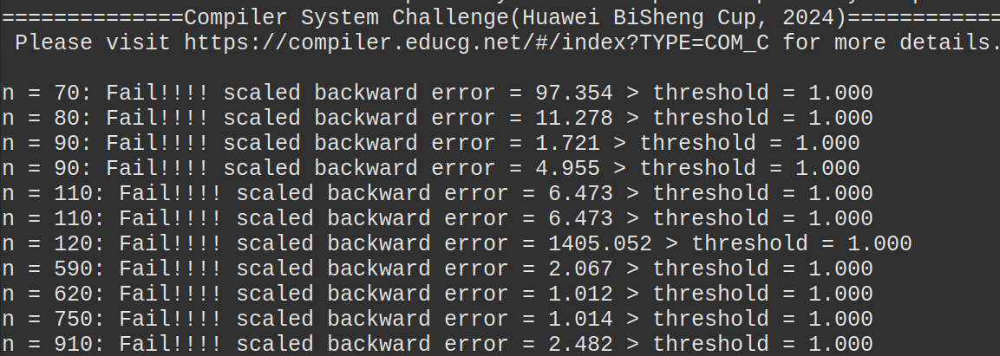 ==============Compiler System Challenge(Huawei BiSheng Cup, 2024)============
Please visit https://compiler.educg.net/#/index?TYPE=COM_C for more details.
n = 70: Fail!!!! scaled backward error = 97.354 > threshold = 1.000
n = 80: Fail!!!! scaled backward error = 11.278 > threshold = 1.000
n = 90: Fail!!!! scaled backward error = 1.721 > threshold = 1.000
n = 90: Fail!!!! scaled backward error = 4.955 > threshold = 1.000
n = 110: Fail!!!! scaled backward error = 6.473 > threshold = 1.000
n = 110: Fail!!!! scaled backward error = 6.473 > threshold = 1.000
n = 120: Fail!!!! scaled backward error = 1405.052 > threshold = 1.000
n = 590: Fail!!!! scaled backward error = 2.067 > threshold = 1.000
n = 620: Fail!!!! scaled backward error = 1.012 > threshold = 1.000
n = 750: Fail!!!! scaled backward error = 1.014 > threshold = 1.000
n = 910: Fail!!!! scaled backward error = 2.482 > threshold = 1.000